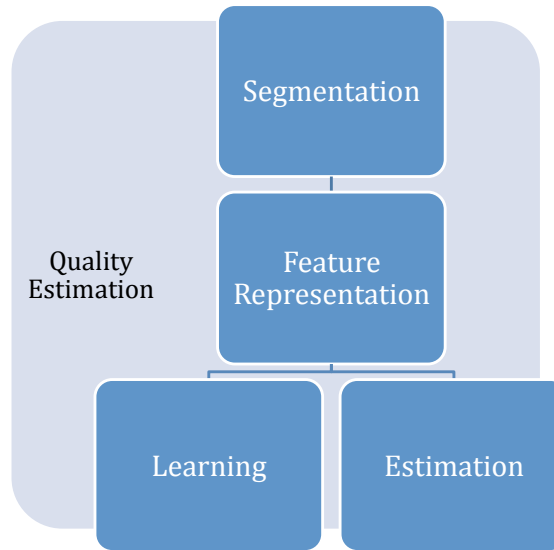 Segmentation
Quality
Estimation
Feature
Representation
Learning
Estimation